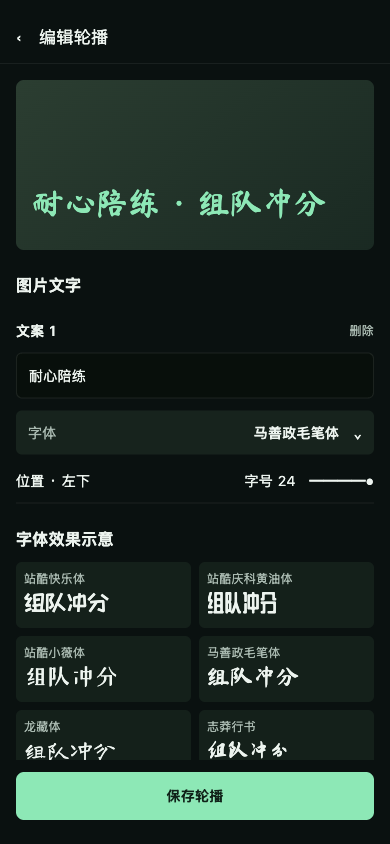 ‹ 编辑轮播
耐心陪练 · 组队冲分
图片文字
文案 1 删除
耐心陪练
字体 马善政毛笔体
位置 · 左下 字号 24
字体效果示意
站酷快乐体 站酷庆科黄油体
组队冲分 组队冲分
站酷小薇体 马善政毛笔体
组队冲分 组队冲分
龙藏体 志莽行书
组队冲分 组队冲分
保存轮播